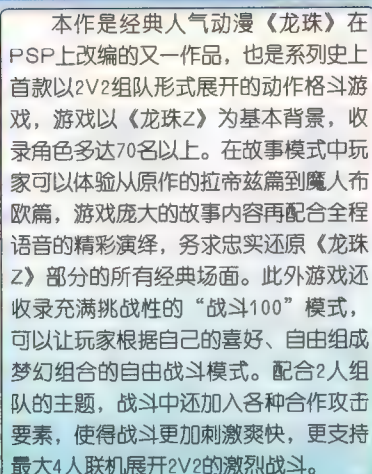 本作是经典人气动漫《龙珠》在
PSP上改编的又一作品，也是系列史上
首款以2V2组队形式展开的动作格斗游
戏，游戏以《龙珠Z》为基本背景，收
录角色多达70名以上。在故事模式中玩
家可以体验从原作的拉帝兹篇到魔人布
欧篇，游戏庞大的故事内容再配合全程
语音的精彩演绎，务求忠实还原《龙珠
Z》部分的所有经典场面。此外游戏还
收录充满挑战性的“战斗100”模式，
可以让玩家根据自己的喜好、自由组成
梦幻组合的自由战斗模式。配合2人组
队的主题，战斗中还加入各种合作攻击
要素，使得战斗更加刺激爽快，更支持
最大4人联机展开2V2的激烈战斗。